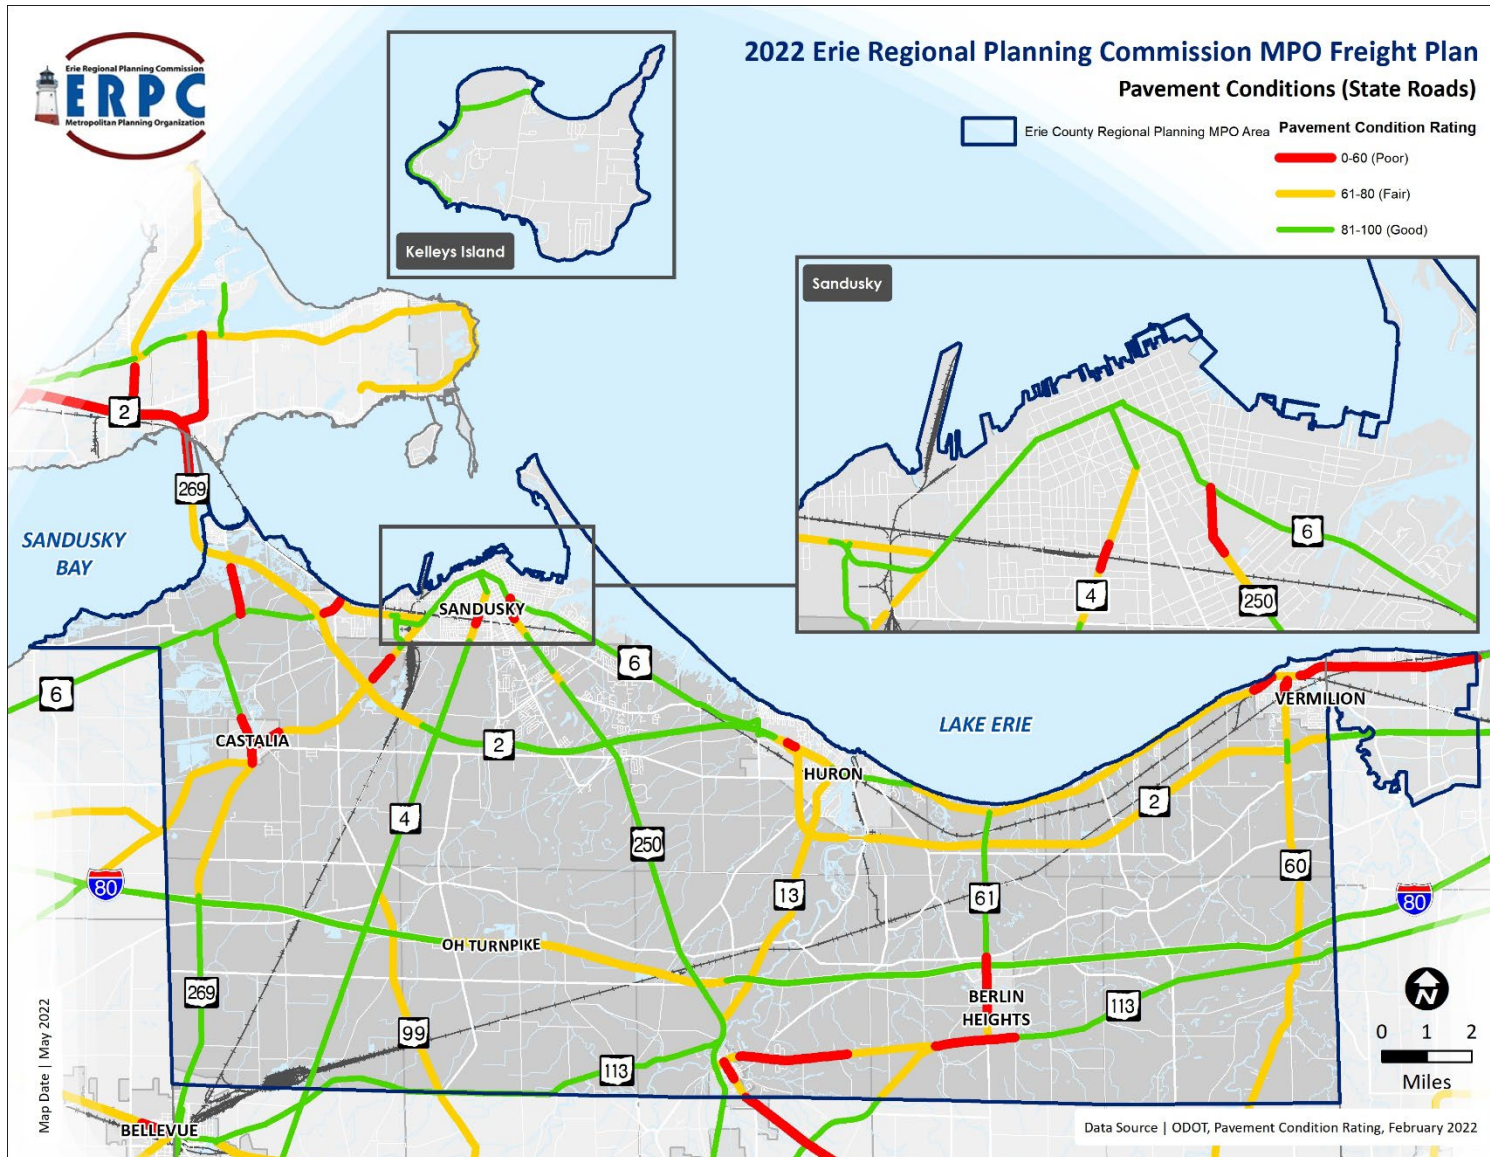 Erie Regional Planning Commission
ERPC
Metropolitan Planning Organization
2022 Erie Regional Planning Commission MPO Freight Plan
Pavement Conditions (State Roads)
Erie County Regional Planning MPO Area
Pavement Condition Rating
0-60 (Poor)
61-80 (Fair)
81-100 (Good)
Kelleys Island
Sandusky
6
4
250
2
269
SANDUSKY
BAY
SANDUSKY
6
6
LAKE ERIE
VERMILION
CASTALIA
2
HURON
2
4
250
60
80
13
61
80
OH TURNPIKE
269
BERLIN
HEIGHTS
113
99
113
BELLEVUE
N
0 1 2
Miles
Map Date | May 2022
Data Source | ODOT, Pavement Condition Rating, February 2022